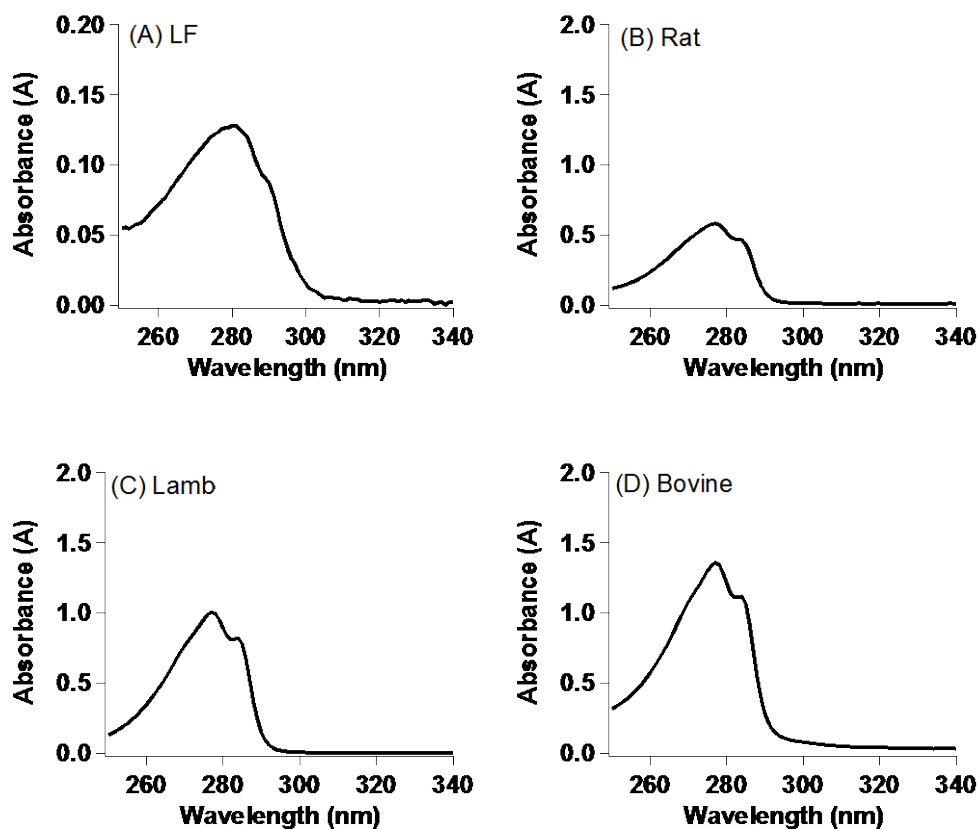 (A) LF
0.20
0.15
0.10
0.05
0.00
Absorbance (A)
260 280 300 320 340
Wavelength (nm)
(B) Rat
2.0
1.5
1.0
0.5
0.0
Absorbance (A)
260 280 300 320 340
Wavelength (nm)
(C) Lamb
2.0
1.5
1.0
0.5
0.0
Absorbance (A)
260 280 300 320 340
Wavelength (nm)
(D) Bovine
2.0
1.5
1.0
0.5
0.0
Absorbance (A)
260 280 300 320 340
Wavelength (nm)